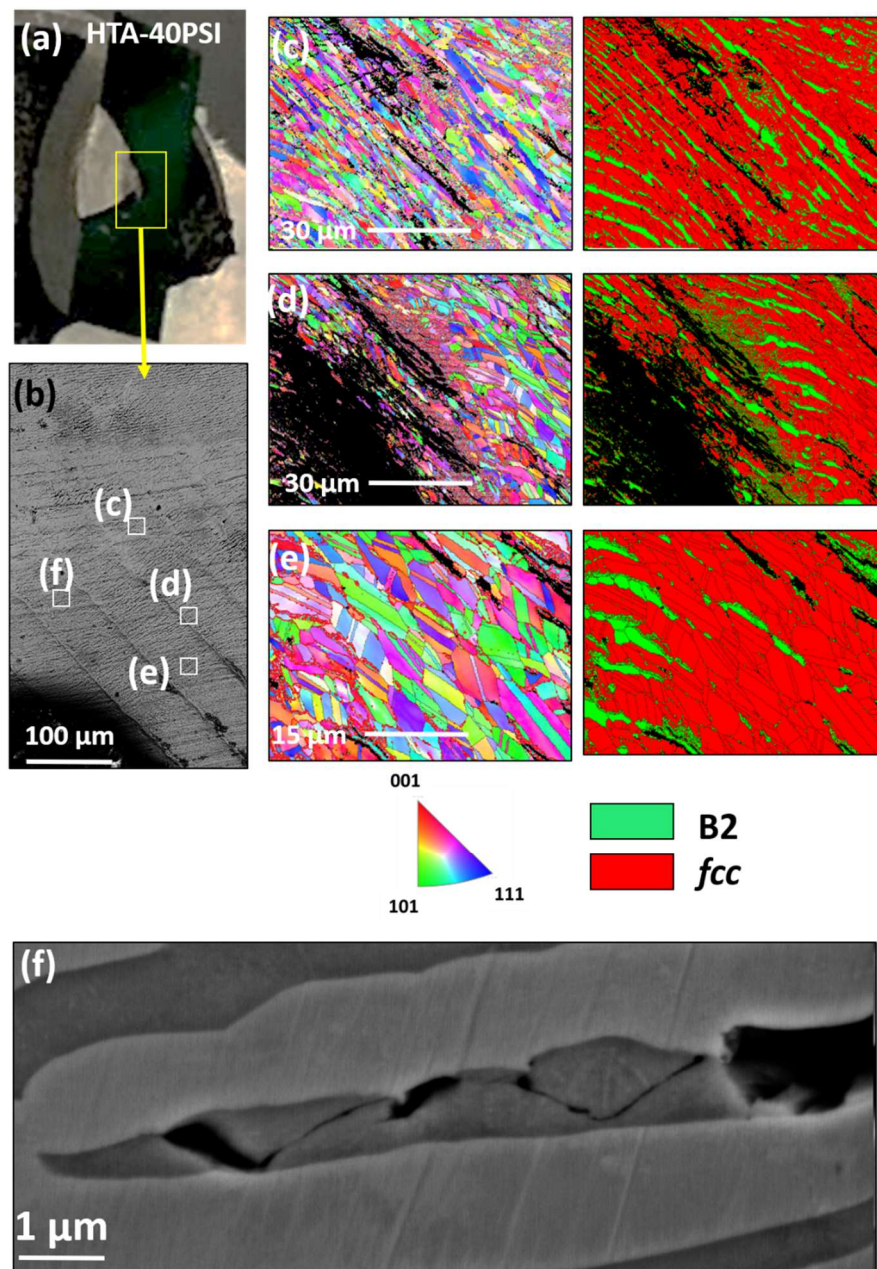 (a) HTA-40PSI
(b)
(c)
(f)
(d)
(e)
100 μm
(c)
30 μm
(d)
30 μm
(e)
15 μm
001
101
111
B2
fcc
(f)
1 μm